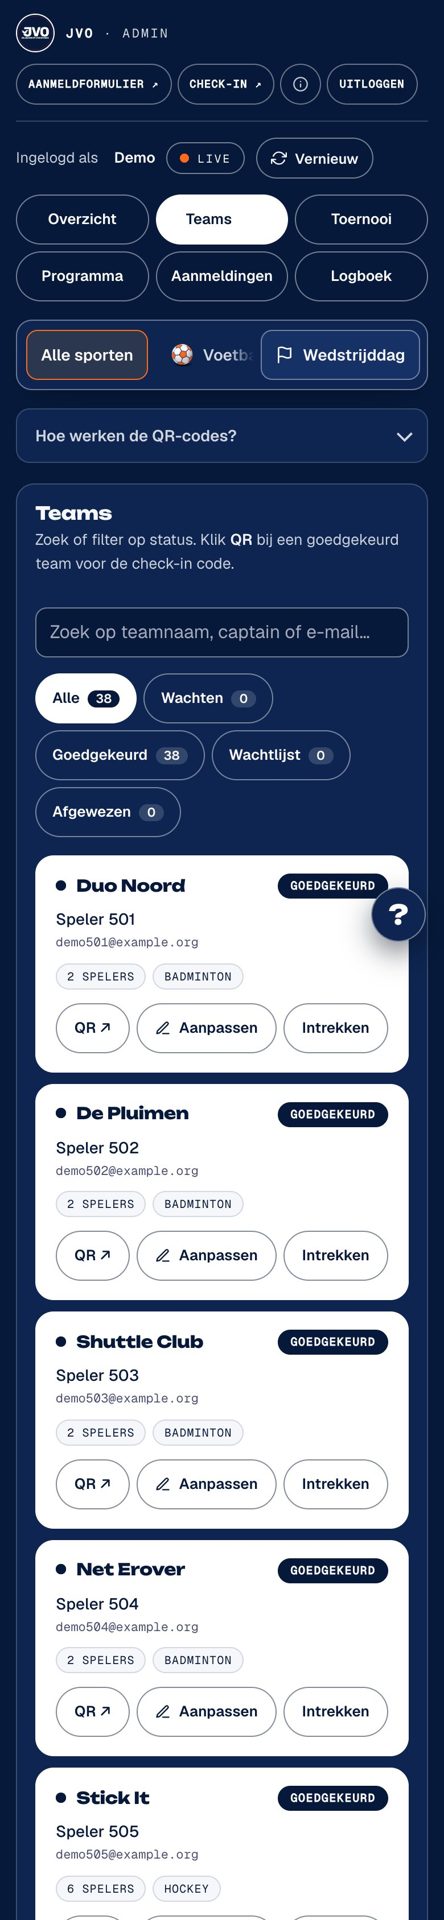 JVO JVO · ADMIN
AANMELDFORMULIER ↗ CHECK-IN ↗ UITLOGGEN
Ingelogd als Demo LIVE Vernieuw
Overzicht Teams Toernooi
Programma Aanmeldingen Logboek
Alle sporten Voetb Wedstrijddag
Hoe werken de QR-codes?
Teams
Zoek of filter op status. Klik QR bij een goedgekeurd
team voor de check-in code.
Zoek op teamnaam, captain of e-mail...
Alle 38 Wachten 0
Goedgekeurd 38 Wachtlijst 0
Afgewezen 0
Duo Noord GOEDGEKEURD
?
Speler 501
demo501@example.org
2 SPELERS BADMINTON
QR ↗ Aanpassen Intrekken
De Pluimen GOEDGEKEURD
Speler 502
demo502@example.org
2 SPELERS BADMINTON
QR ↗ Aanpassen Intrekken
Shuttle Club GOEDGEKEURD
Speler 503
demo503@example.org
2 SPELERS BADMINTON
QR ↗ Aanpassen Intrekken
Net Erover GOEDGEKEURD
Speler 504
demo504@example.org
2 SPELERS BADMINTON
QR ↗ Aanpassen Intrekken
Stick It GOEDGEKEURD
Speler 505
demo505@example.org
6 SPELERS HOCKEY